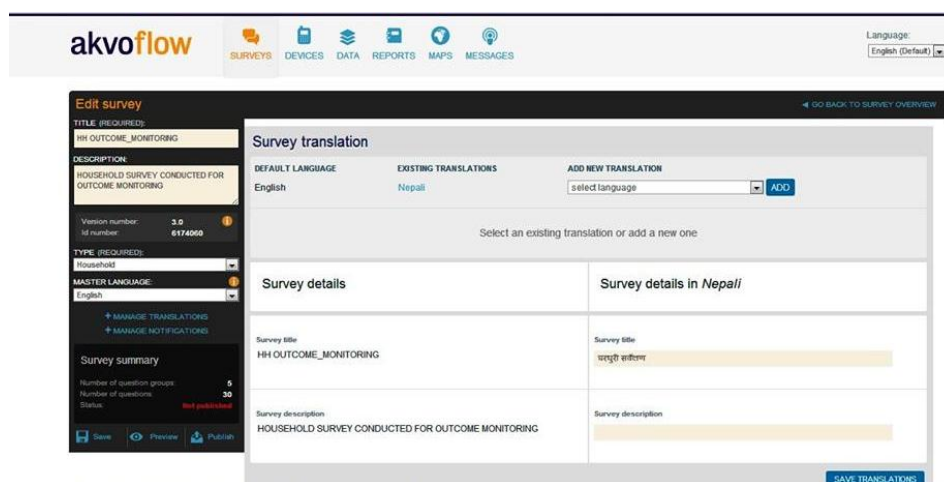 akvoflow
SURVEYS DEVICES DATA REPORTS MAPS MESSAGES
Language:
English (Default)
Edit survey
◄ GO BACK TO SURVEY OVERVIEW
TITLE (REQUIRED):
HH OUTCOME_MONITORING
DESCRIPTION:
HOUSEHOLD SURVEY CONDUCTED FOR
OUTCOME MONITORING
Version number: 3.0
Id number: 6174060
TYPE (REQUIRED):
Household
MASTER LANGUAGE:
English
+ MANAGE TRANSLATIONS
+ MANAGE NOTIFICATIONS
Survey summary
Number of question groups: 5
Number of questions: 30
Status: Not published
Save Preview Publish
Survey translation
DEFAULT LANGUAGE EXISTING TRANSLATIONS ADD NEW TRANSLATION
English Nepali select language ADD
Select an existing translation or add a new one
Survey details Survey details in Nepali
Survey title Survey title
HH OUTCOME_MONITORING घरधुरी
Survey description Survey description
HOUSEHOLD SURVEY CONDUCTED FOR OUTCOME MONITORING
SAVE TRANSLATIONS